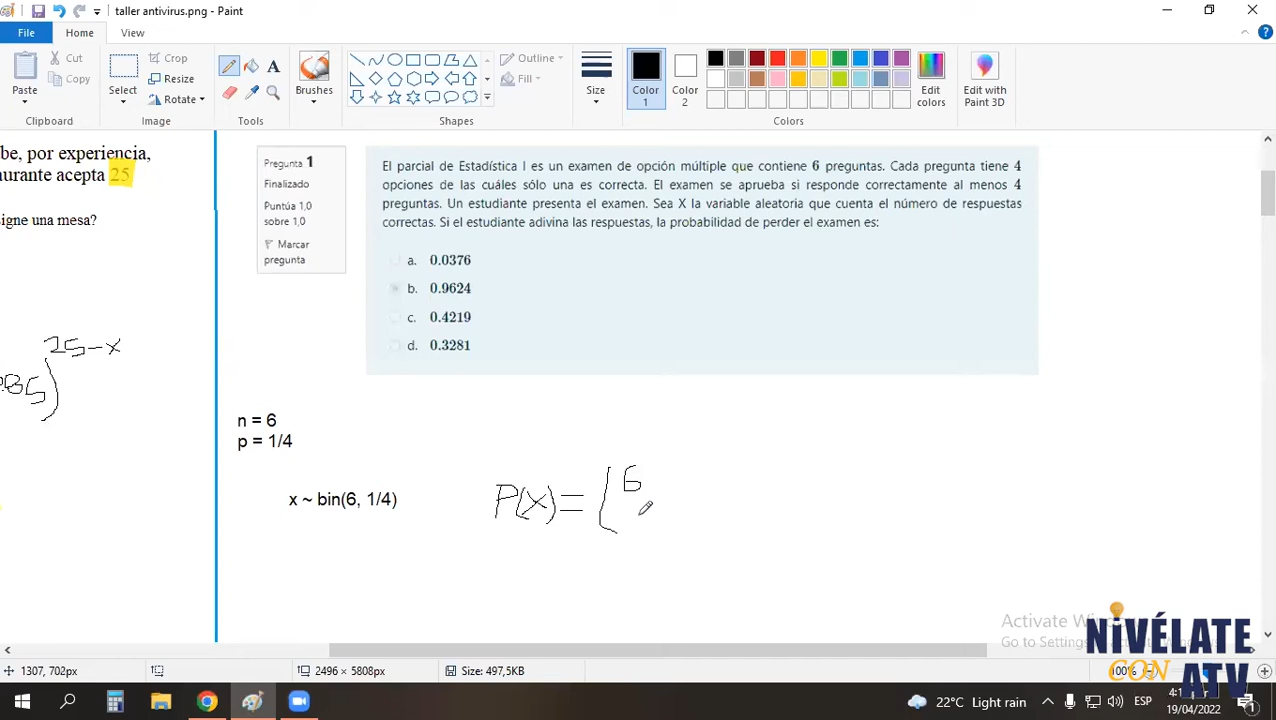 taller antivirus.png - Paint
File
Home
View
Paste
Cut
Copy
Clipboard
Select
Crop
Resize
Rotate
Image
Tools
Brushes
Outline
Fill
Shapes
Size
Color 1
Color 2
Edit colors
Edit with Paint 3D
Colors
be, por experiencia,
aurante acepta 25
signe una mesa?
25-x
Pregunta 1
Finalizado
Puntúa 1,0
sobre 1,0
Marcar
pregunta
El parcial de Estadística I es un examen de opción múltiple que contiene 6 preguntas. Cada pregunta tiene 4
opciones de las cuáles sólo una es correcta. El examen se aprueba si responde correctamente al menos 4
preguntas. Un estudiante presenta el examen. Sea X la variable aleatoria que cuenta el número de respuestas
correctas. Si el estudiante adivina las respuestas, la probabilidad de perder el examen es:
a. 0.0376
b. 0.9624
c. 0.4219
d. 0.3281
n = 6
p = 1/4
x ~ bin(6, 1/4)
P(x) = ( 6
NIVÉLATE
CON
ATV
1307, 702px
2496 × 5808px
Size: 497.5KB
100%
22°C Light rain
ESP
19/04/2022
1